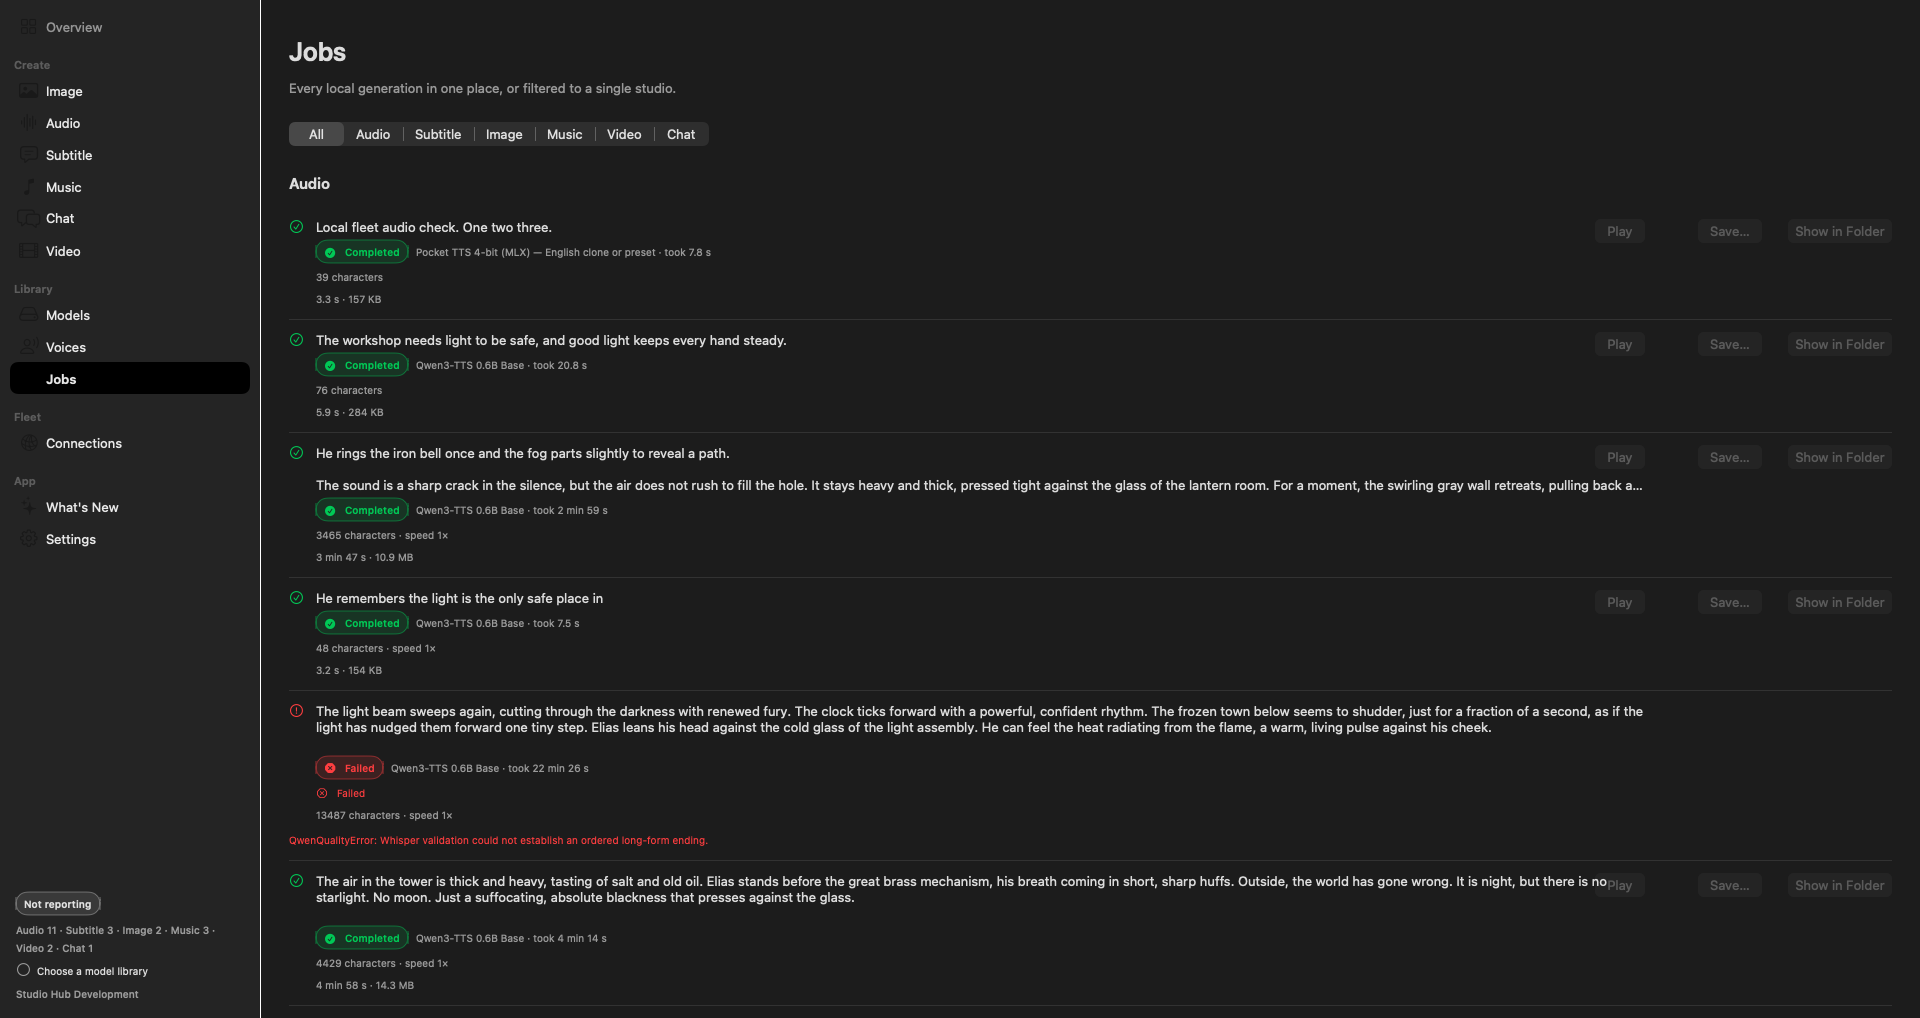 Overview
Create
Image
Audio
Subtitle
Music
Chat
Video
Library
Models
Voices
Jobs
Fleet
Connections
App
What's New
Settings
Not reporting
Audio 11 · Subtitle 3 · Image 2 · Music 3 ·
Video 2 · Chat 1
Choose a model library
Studio Hub Development
Jobs
Every local generation in one place, or filtered to a single studio.
All Audio Subtitle Image Music Video Chat
Audio
Local fleet audio check. One two three.
Play Save... Show in Folder
Completed Pocket TTS 4-bit (MLX) — English clone or preset · took 7.8 s
39 characters
3.3 s · 157 KB
The workshop needs light to be safe, and good light keeps every hand steady.
Play Save... Show in Folder
Completed Qwen3-TTS 0.6B Base · took 20.8 s
76 characters
5.9 s · 284 KB
He rings the iron bell once and the fog parts slightly to reveal a path.
Play Save... Show in Folder
The sound is a sharp crack in the silence, but the air does not rush to fill the hole. It stays heavy and thick, pressed tight against the glass of the lantern room. For a moment, the swirling gray wall retreats, pulling back a...
Completed Qwen3-TTS 0.6B Base · took 2 min 59 s
3465 characters · speed 1×
3 min 47 s · 10.9 MB
He remembers the light is the only safe place in
Play Save... Show in Folder
Completed Qwen3-TTS 0.6B Base · took 7.5 s
48 characters · speed 1×
3.2 s · 154 KB
The light beam sweeps again, cutting through the darkness with renewed fury. The clock ticks forward with a powerful, confident rhythm. The frozen town below seems to shudder, just for a fraction of a second, as if the
light has nudged them forward one tiny step. Elias leans his head against the cold glass of the light assembly. He can feel the heat radiating from the flame, a warm, living pulse against his cheek.
Failed Qwen3-TTS 0.6B Base · took 22 min 26 s
Failed
13487 characters · speed 1×
QwenQualityError: Whisper validation could not establish an ordered long-form ending.
The air in the tower is thick and heavy, tasting of salt and old oil. Elias stands before the great brass mechanism, his breath coming in short, sharp huffs. Outside, the world has gone wrong. It is night, but there is no
Play Save... Show in Folder
starlight. No moon. Just a suffocating, absolute blackness that presses against the glass.
Completed Qwen3-TTS 0.6B Base · took 4 min 14 s
4429 characters · speed 1×
4 min 58 s · 14.3 MB